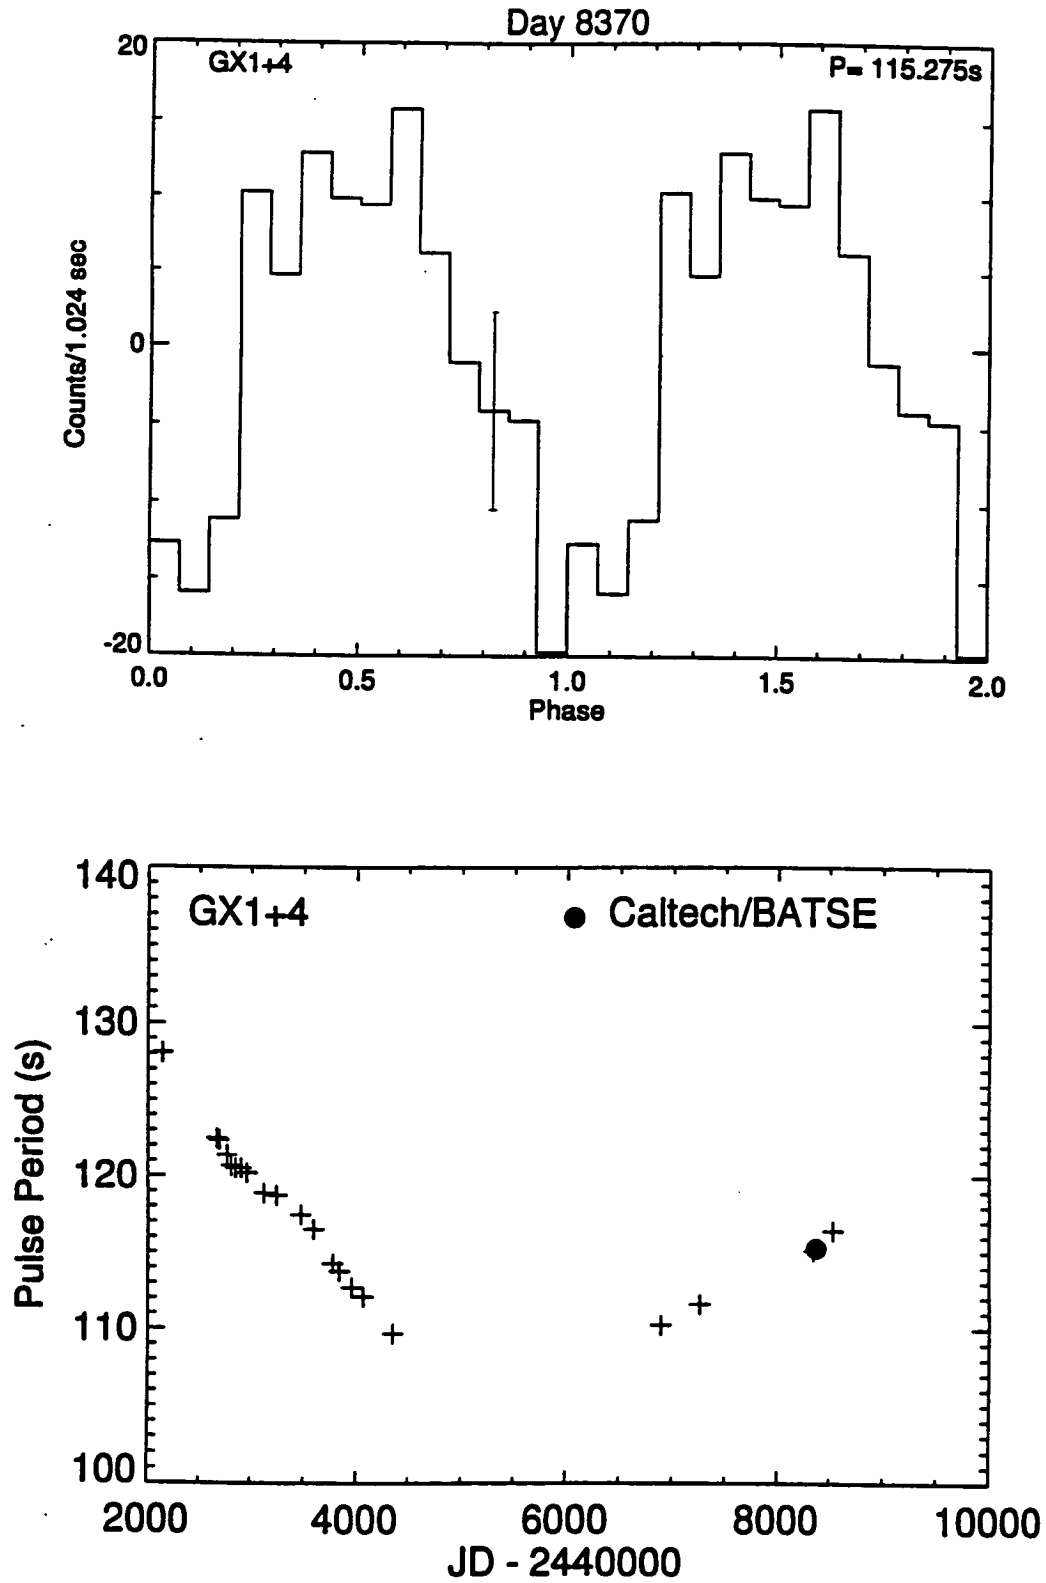 Day 8370
GX1+4
P= 115.275s
20
0
-20
Counts/1.024 sec
0.0 0.5 1.0 1.5 2.0
Phase
GX1+4
Caltech/BATSE
140
130
120
110
100
Pulse Period (s)
2000 4000 6000 8000 10000
JD - 2440000